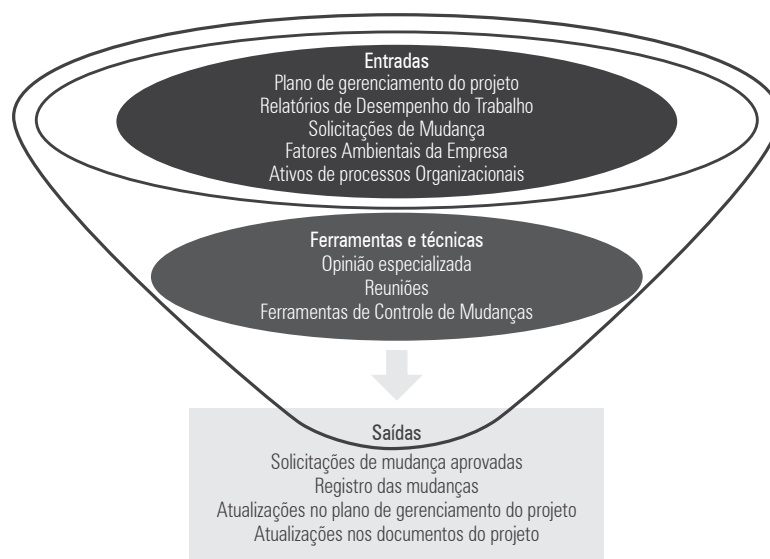 Entradas
Plano de gerenciamento do projeto
Relatórios de Desempenho do Trabalho
Solicitações de Mudança
Fatores Ambientais da Empresa
Ativos de processos Organizacionais
Ferramentas e técnicas
Opinião especializada
Reuniões
Ferramentas de Controle de Mudanças
Saídas
Solicitações de mudança aprovadas
Registro das mudanças
Atualizações no plano de gerenciamento do projeto
Atualizações nos documentos do projeto